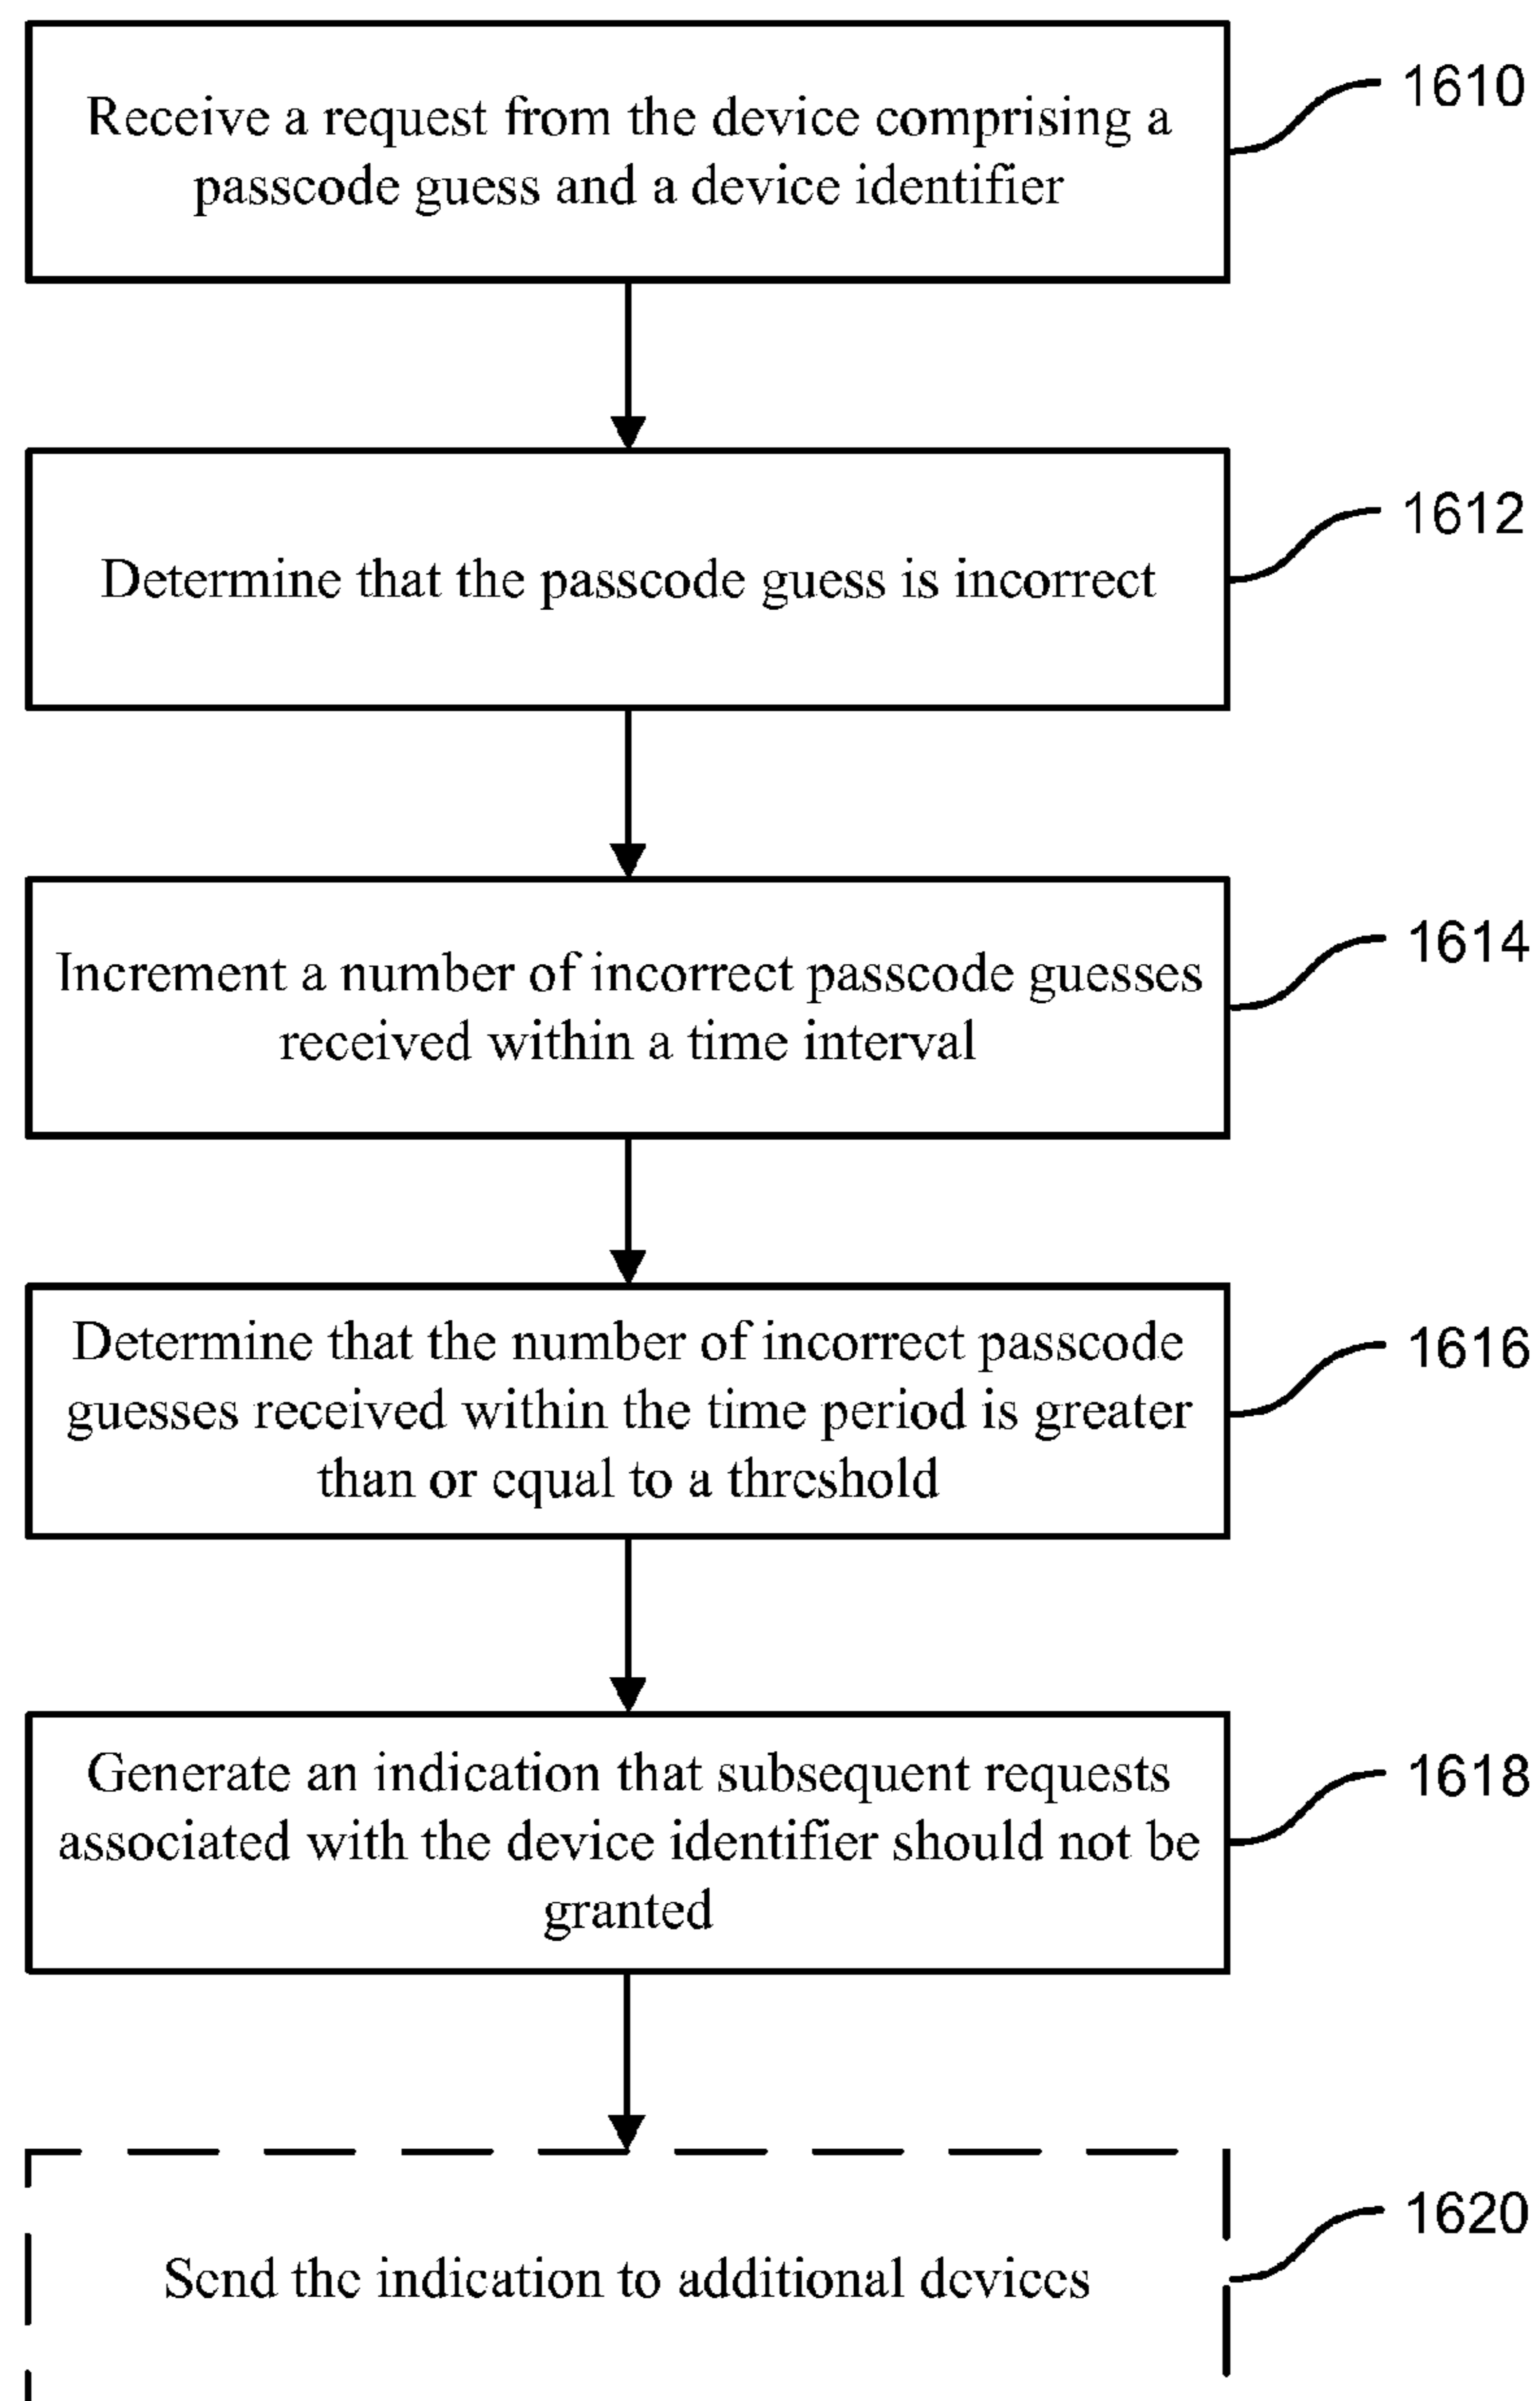 Receive a request from the device comprising a
passcode guess and a device identifier
1610
Determine that the passcode guess is incorrect
1612
Increment a number of incorrect passcode guesses
received within a time interval
1614
Determine that the number of incorrect passcode
guesses received within the time period is greater
than or equal to a threshold
1616
Generate an indication that subsequent requests
associated with the device identifier should not be
granted
1618
Send the indication to additional devices
1620